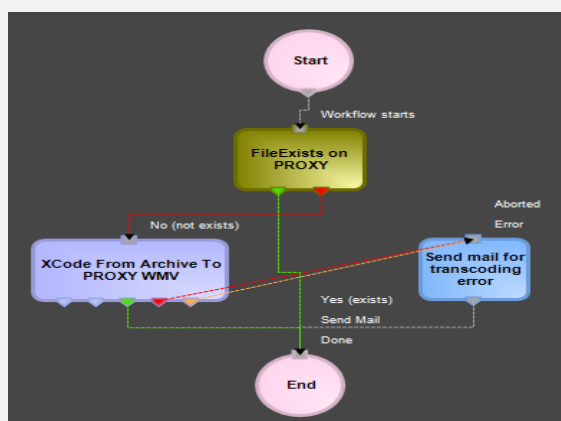 Start
Workflow starts
FileExists on
PROXY
Aborted
No (not exists)
Error
XCode From Archive To
PROXY WMV
Send mail for
transcoding
error
Yes (exists)
Send Mail
Done
End